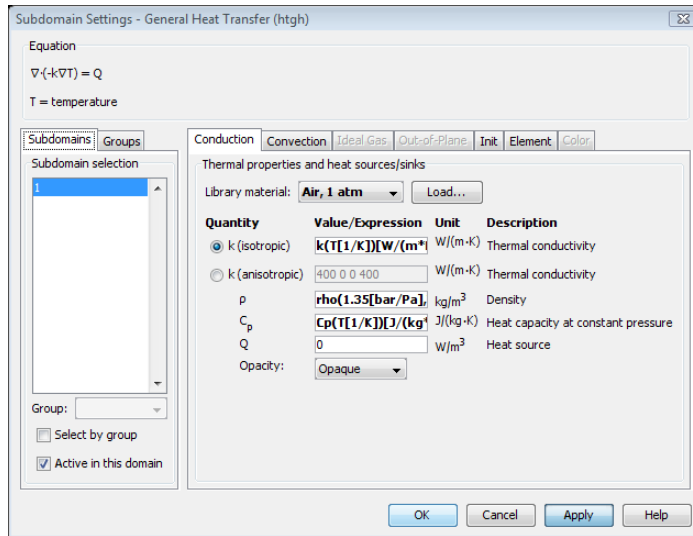 Subdomain Settings - General Heat Transfer (htgh)
Equation
∇·(-k∇T) = Q
T = temperature
Subdomains Groups
Subdomain selection
1
Group:
Select by group
Active in this domain
Conduction Convection Ideal Gas Out-of-Plane Init Element Color
Thermal properties and heat sources/sinks
Library material: Air, 1 atm Load...
Quantity Value/Expression Unit Description
k (isotropic) k(T[1/K])[W/(m* W/(m·K) Thermal conductivity
k (anisotropic) 400 0 0 400 W/(m·K) Thermal conductivity
ρ rho(1.35[bar/Pa], kg/m³ Density
Cp Cp(T[1/K])[J/(kg* J/(kg·K) Heat capacity at constant pressure
Q 0 W/m³ Heat source
Opacity: Opaque
OK Cancel Apply Help